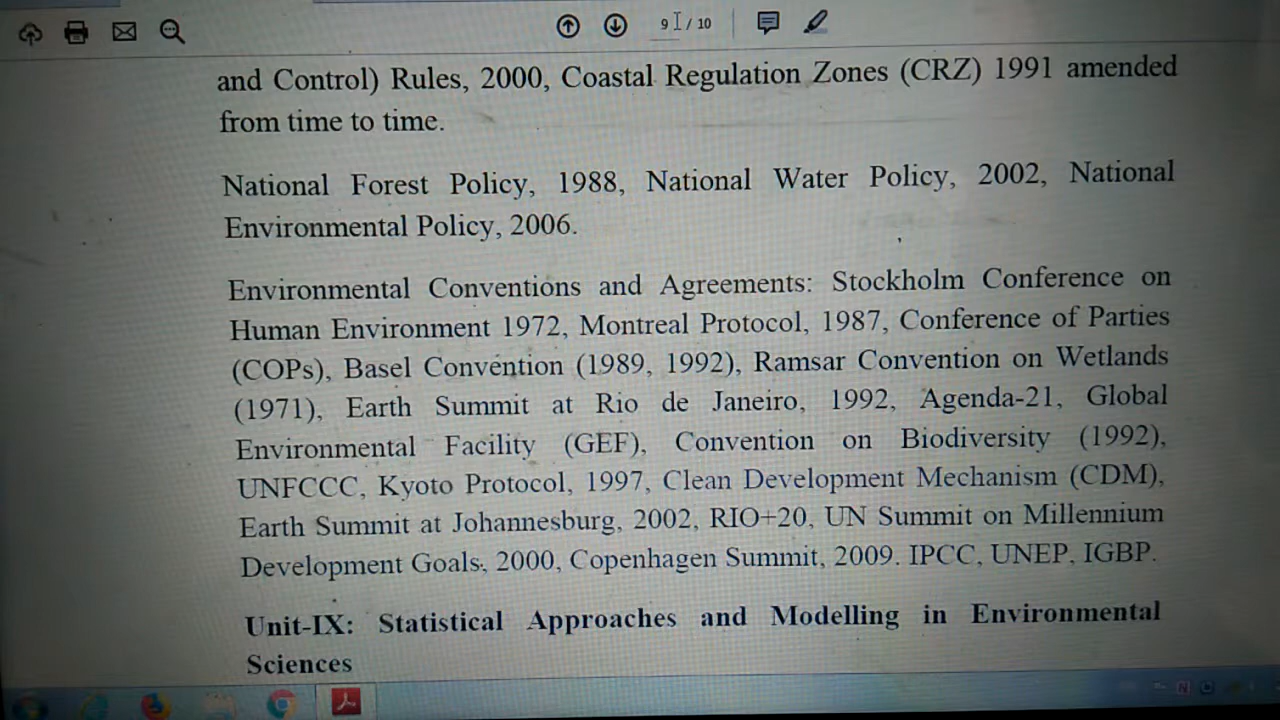 9 / 10
and Control) Rules, 2000, Coastal Regulation Zones (CRZ) 1991 amended
from time to time.
National Forest Policy, 1988, National Water Policy, 2002, National
Environmental Policy, 2006.
Environmental Conventions and Agreements: Stockholm Conference on
Human Environment 1972, Montreal Protocol, 1987, Conference of Parties
(COPs), Basel Convention (1989, 1992), Ramsar Convention on Wetlands
(1971), Earth Summit at Rio de Janeiro, 1992, Agenda-21, Global
Environmental Facility (GEF), Convention on Biodiversity (1992),
UNFCCC, Kyoto Protocol, 1997, Clean Development Mechanism (CDM),
Earth Summit at Johannesburg, 2002, RIO+20, UN Summit on Millennium
Development Goals, 2000, Copenhagen Summit, 2009. IPCC, UNEP, IGBP.
Unit-IX: Statistical Approaches and Modelling in Environmental
Sciences